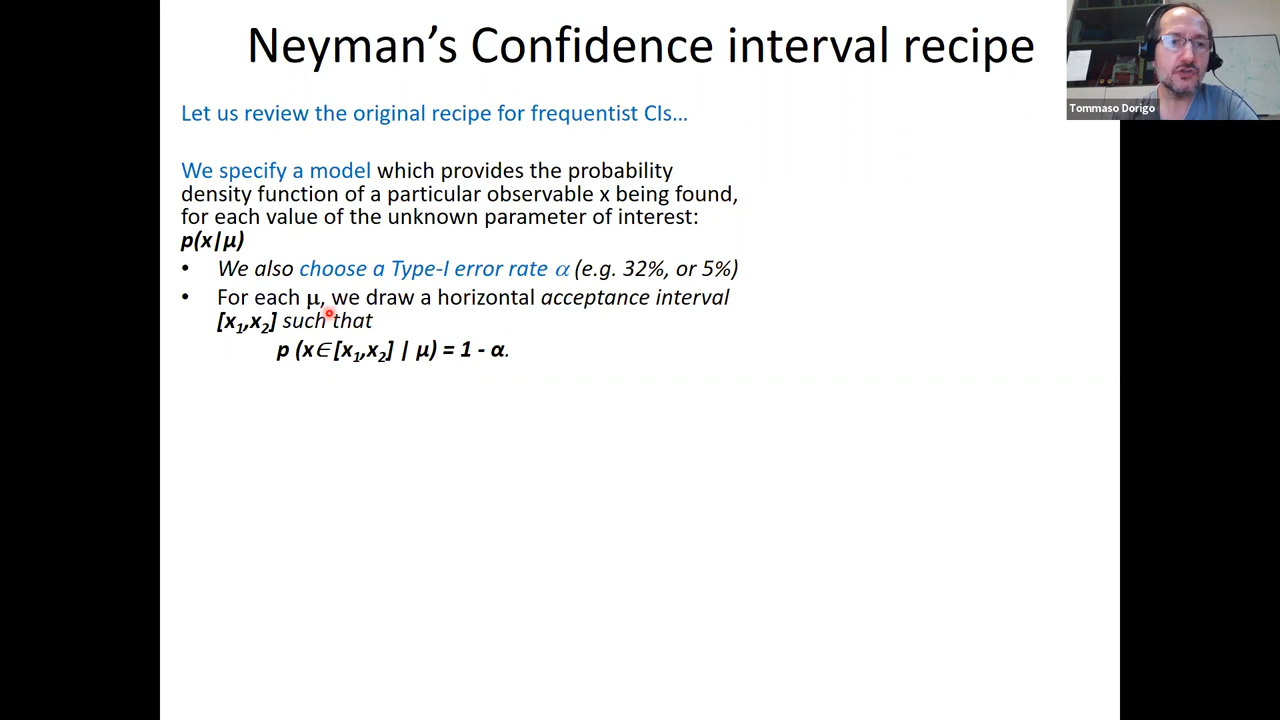 Neyman’s Confidence interval recipe
Tommaso Dorigo
Let us review the original recipe for frequentist CIs…
We specify a model which provides the probability
density function of a particular observable x being found,
for each value of the unknown parameter of interest:
p(x|μ)
• We also choose a Type-I error rate α (e.g. 32%, or 5%)
• For each μ, we draw a horizontal acceptance interval
[x₁,x₂] such that
p (x∈[x₁,x₂] | μ) = 1 - α.